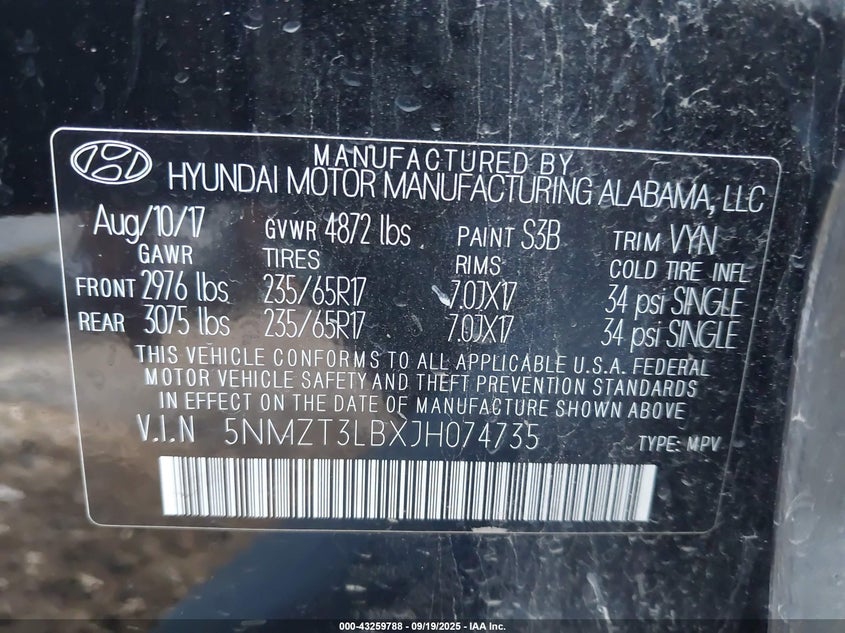 MANUFACTURED BY
HYUNDAI MOTOR MANUFACTURING ALABAMA, LLC
Aug/10/17 GVWR 4872 lbs PAINT S3B TRIM VYN
GAWR TIRES RIMS COLD TIRE INFL
FRONT 2976 lbs 235/65R17 7.0JX17 34 psi SINGLE
REAR 3075 lbs 235/65R17 7.0JX17 34 psi SINGLE
THIS VEHICLE CONFORMS TO ALL APPLICABLE U.S.A. FEDERAL
MOTOR VEHICLE SAFETY AND THEFT PREVENTION STANDARDS
IN EFFECT ON THE DATE OF MANUFACTURE SHOWN ABOVE
V.I.N 5NMZT3LBXJH074735 TYPE: MPV
000-43259788 - 09/19/2025 - IAA Inc.